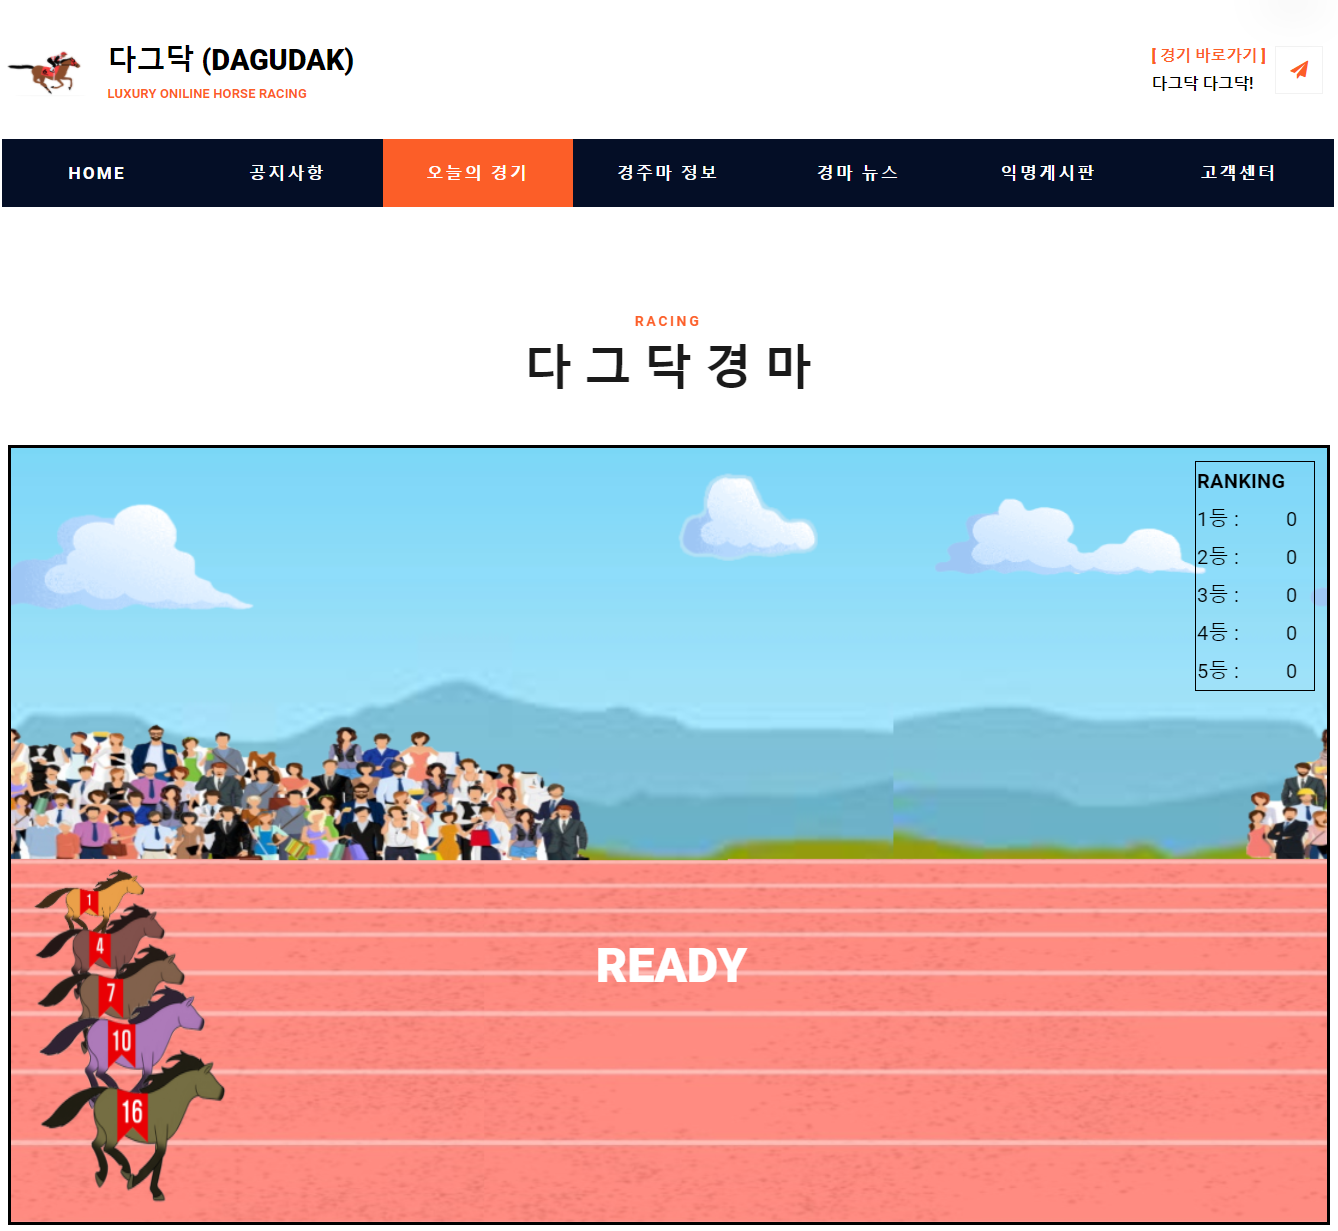 다그닥 (DAGUDAK)
LUXURY ONILINE HORSE RACING
[ 경기 바로가기 ]
다그닥 다그닥!
HOME
공지사항
오늘의 경기
경주마 정보
경마 뉴스
익명게시판
고객센터
RACING
다 그 닥 경 마
RANKING
1등 : 0
2등 : 0
3등 : 0
4등 : 0
5등 : 0
1
4
7
10
16
READY